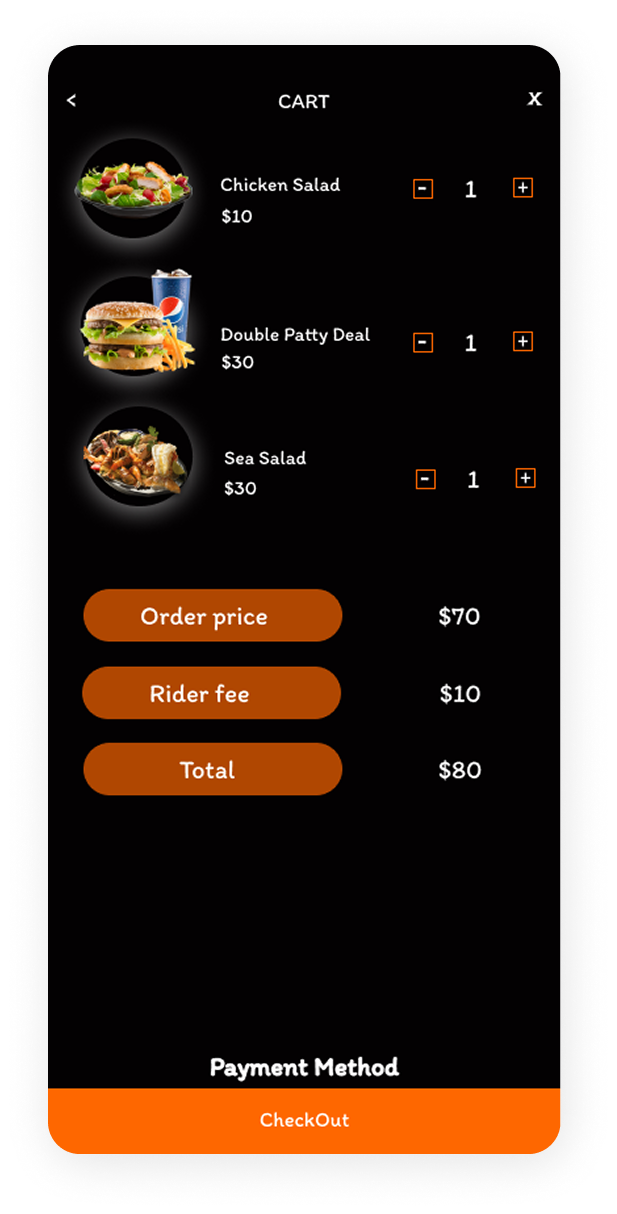 < CART X
Chicken Salad
$10
- 1 +
Double Patty Deal
$30
- 1 +
Sea Salad
$30
- 1 +
Order price $70
Rider fee $10
Total $80
Payment Method
CheckOut